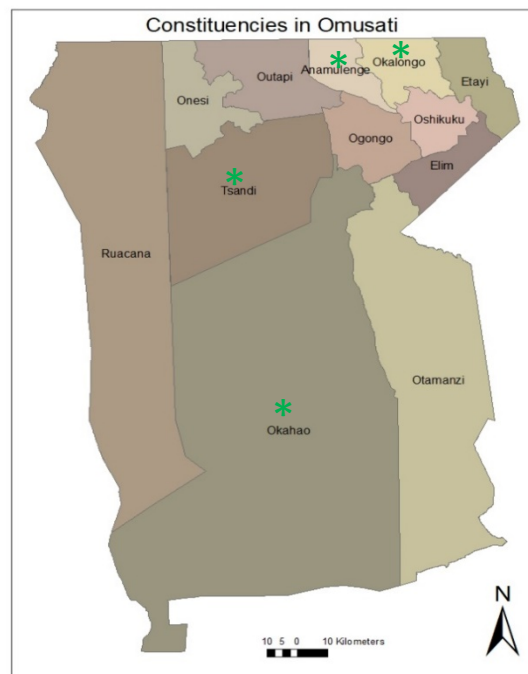 Constituencies in Omusati
Anamulenge
Okalongo
Outapi
Onesi
Etayi
Oshikuku
Ogongo
Elim
Tsandi
Ruacana
Otamanzi
Okahao
N
10 5 0 10 Kilometers